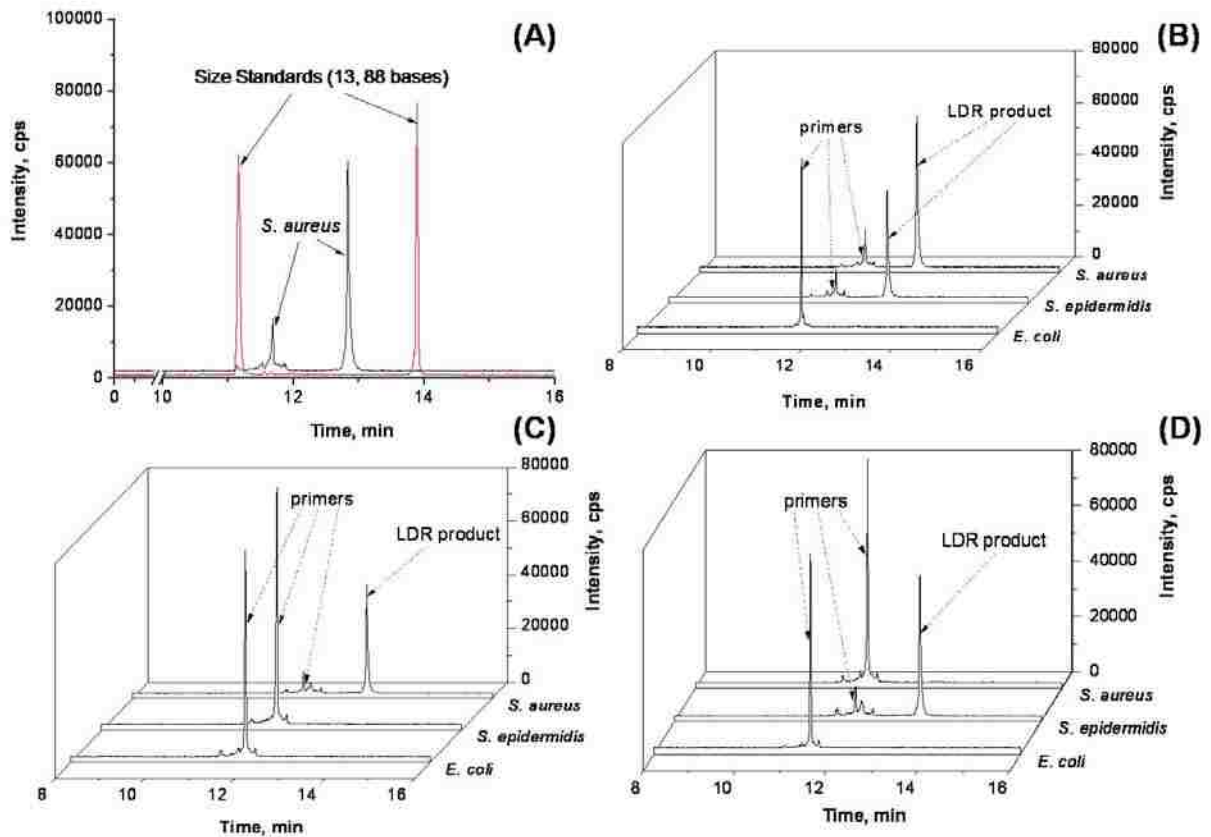 (A)
100000
80000
60000
40000
20000
0
Intensity, cps
Size Standards (13, 88 bases)
S. aureus
0 10 12 14 16
Time, min
(B)
80000
60000
40000
20000
0
Intensity, cps
primers
LDR product
S. aureus
S. epidermidis
E. coli
8 10 12 14 16
Time, min
(C)
80000
60000
40000
20000
0
Intensity, cps
primers
LDR product
S. aureus
S. epidermidis
E. coli
8 10 12 14 16
Time, min
(D)
80000
60000
40000
20000
0
Intensity, cps
primers
LDR product
S. aureus
S. epidermidis
E. coli
8 10 12 14 16
Time, min